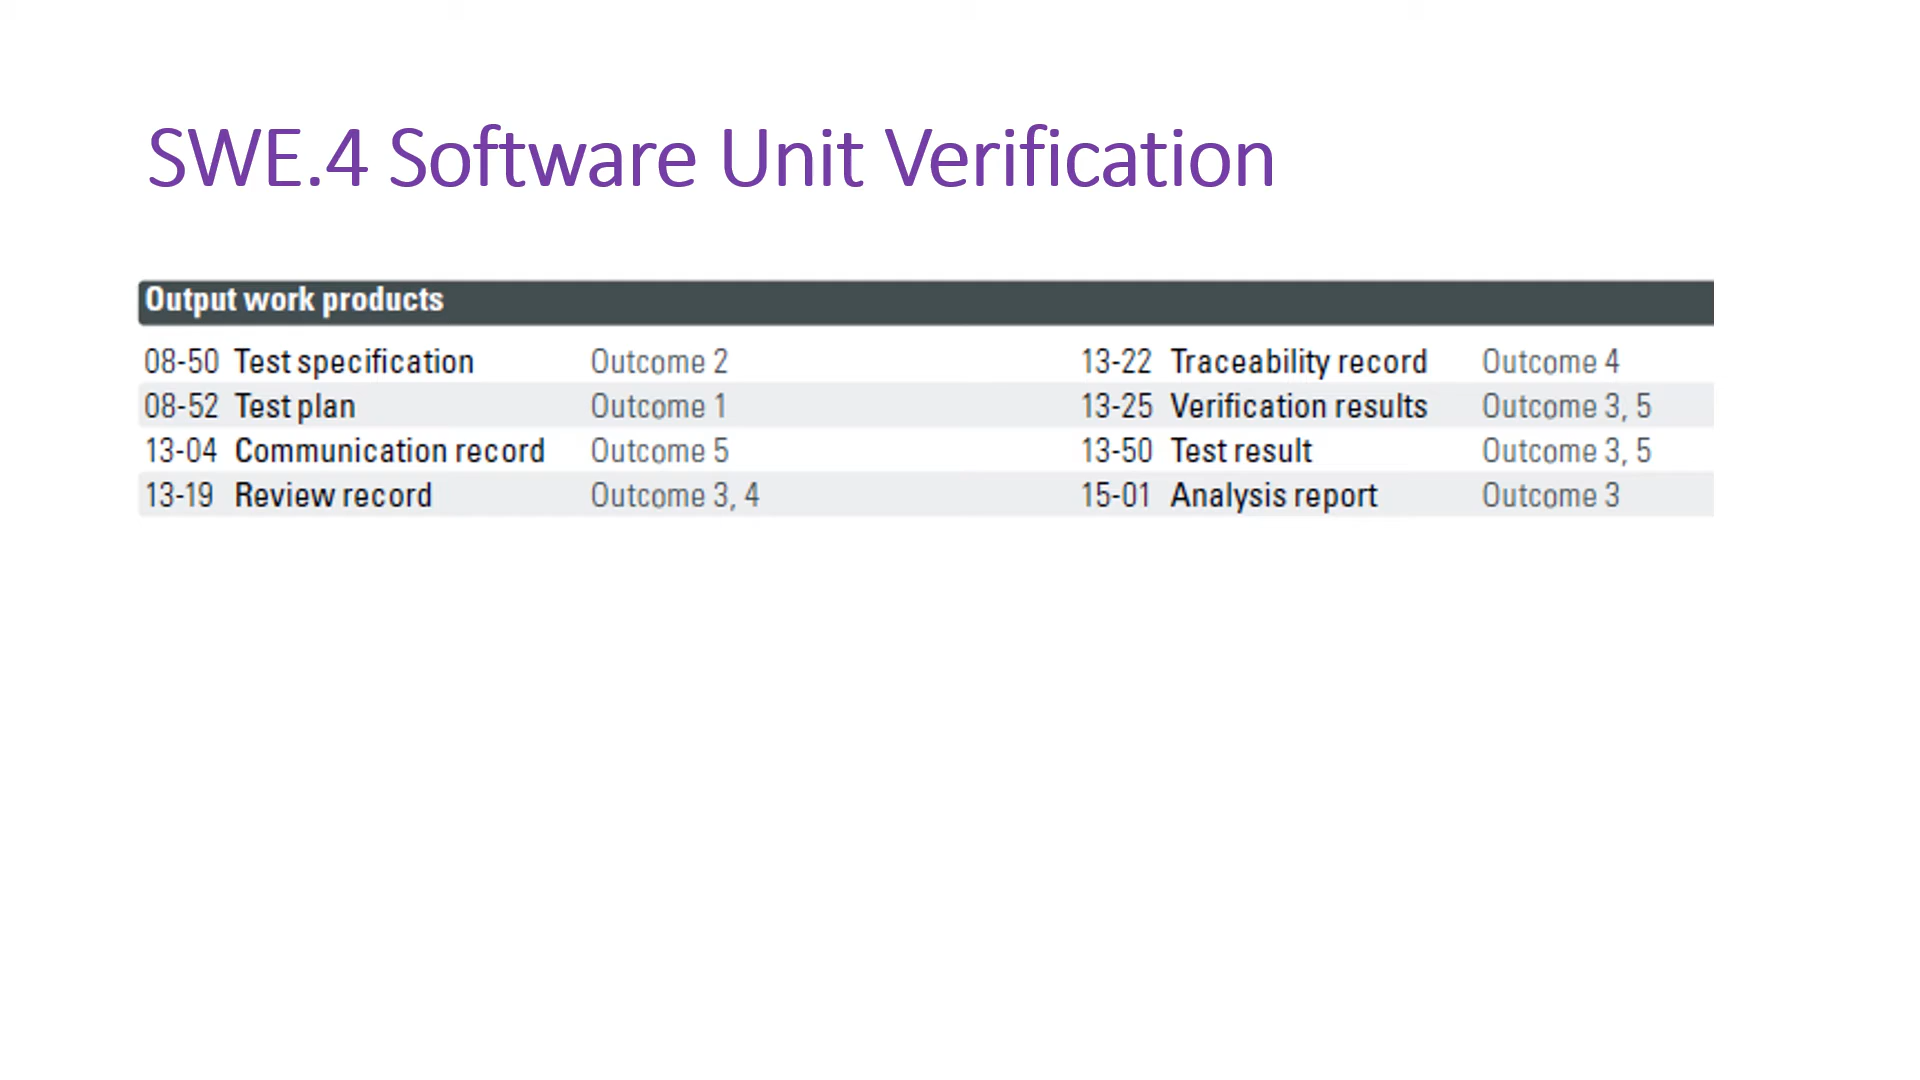 SWE.4 Software Unit Verification
Output work products
08-50 Test specification Outcome 2 13-22 Traceability record Outcome 4
08-52 Test plan Outcome 1 13-25 Verification results Outcome 3, 5
13-04 Communication record Outcome 5 13-50 Test result Outcome 3, 5
13-19 Review record Outcome 3, 4 15-01 Analysis report Outcome 3